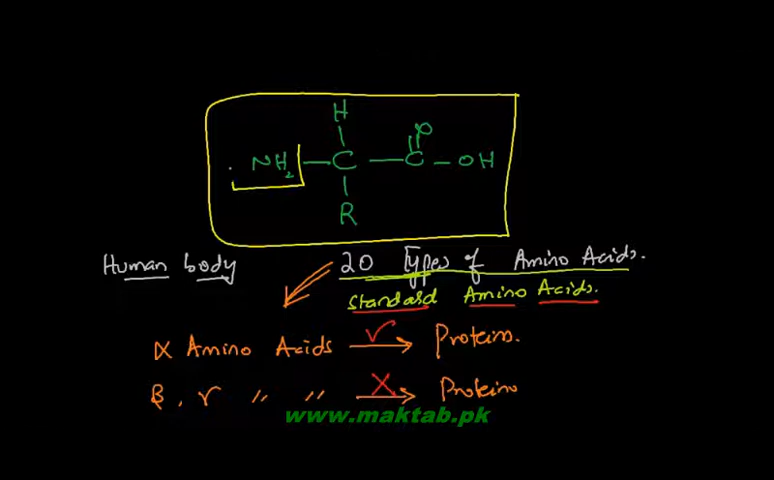 H
O
NH2 — C — C — OH
R
Human body 20 Types of Amino Acids.
Standard Amino Acids.
α Amino Acids ✓→ Proteins.
β, γ " " X→ Proteins
www.maktab.pk